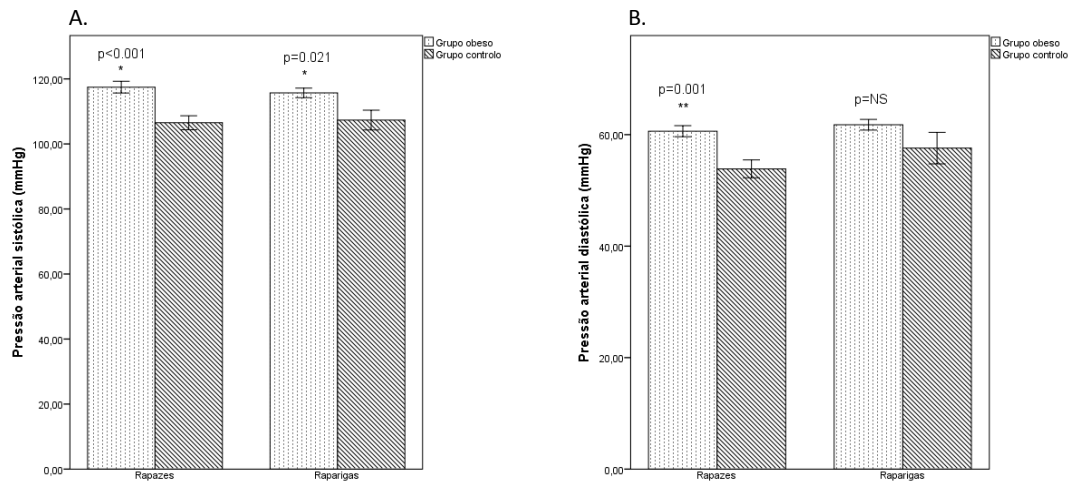 A.
Grupo obeso
Grupo controlo
p<0.001
*
p=0.021
*
120,00
100,00
80,00
60,00
40,00
20,00
0,00
Pressão arterial sistólica (mmHg)
Rapazes
Raparigas
B.
Grupo obeso
Grupo controlo
p=0.001
**
p=NS
60,00
40,00
20,00
0,00
Pressão arterial diastólica (mmHg)
Rapazes
Raparigas